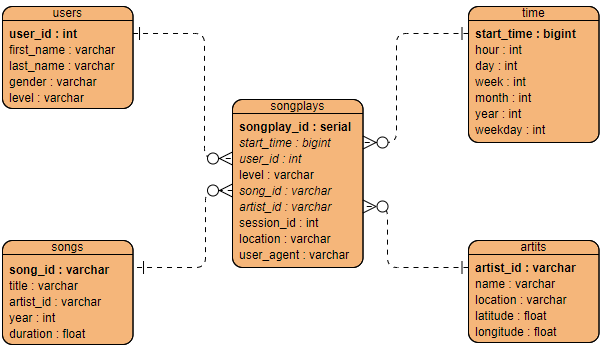 users
user_id : int
first_name : varchar
last_name : varchar
gender : varchar
level : varchar
time
start_time : bigint
hour : int
day : int
week : int
month : int
year : int
weekday : int
songplays
songplay_id : serial
start_time : bigint
user_id : int
level : varchar
song_id : varchar
artist_id : varchar
session_id : int
location : varchar
user_agent : varchar
songs
song_id : varchar
title : varchar
artist_id : varchar
year : int
duration : float
artits
artist_id : varchar
name : varchar
location : varchar
latitude : float
longitude : float